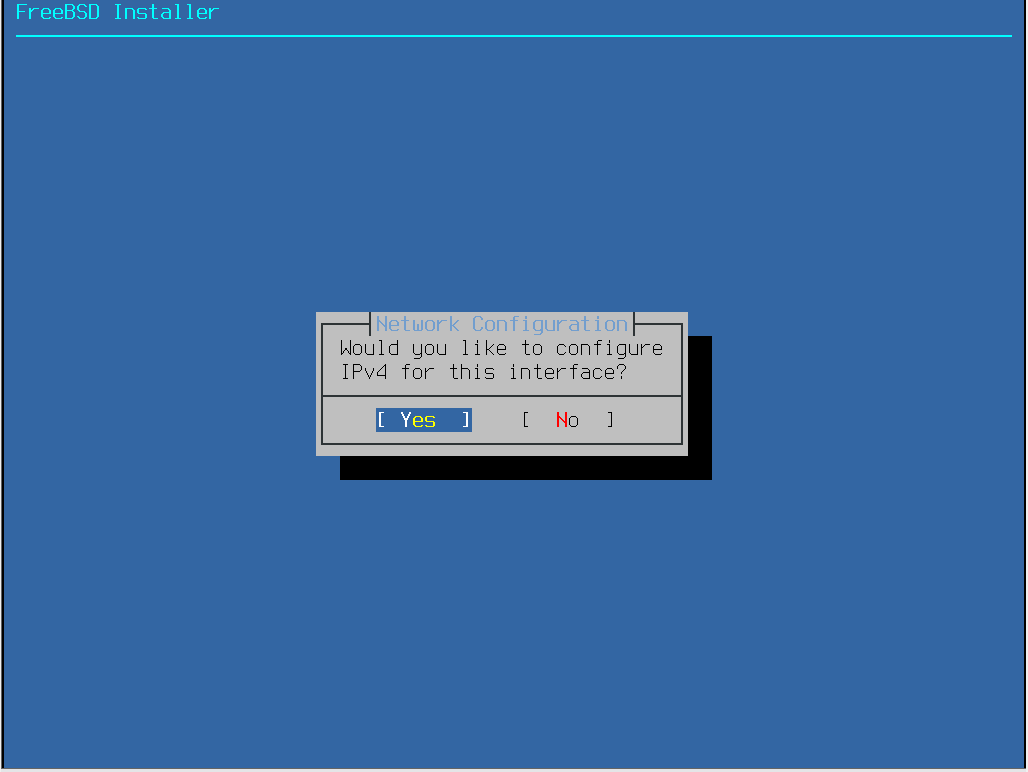 FreeBSD Installer
Network Configuration
Would you like to configure
IPv4 for this interface?
[ Yes ] [ No ]